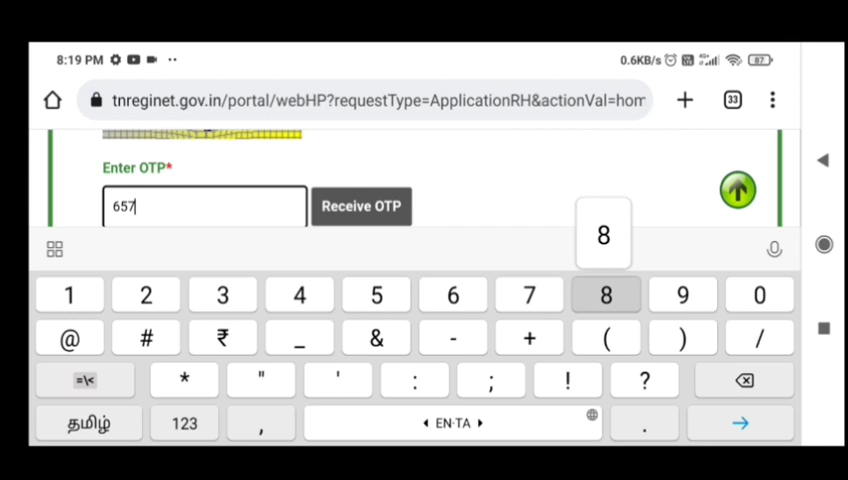 8:19 PM
0.6KB/s
4G+
87
tnreginet.gov.in/portal/webHP?requestType=ApplicationRH&actionVal=hom
33
Enter OTP*
657
Receive OTP
8
1 2 3 4 5 6 7 8 9 0
@ # ₹ _ & - + ( ) /
=\< * " ' : ; ! ?
தமிழ் 123 , EN·TA .